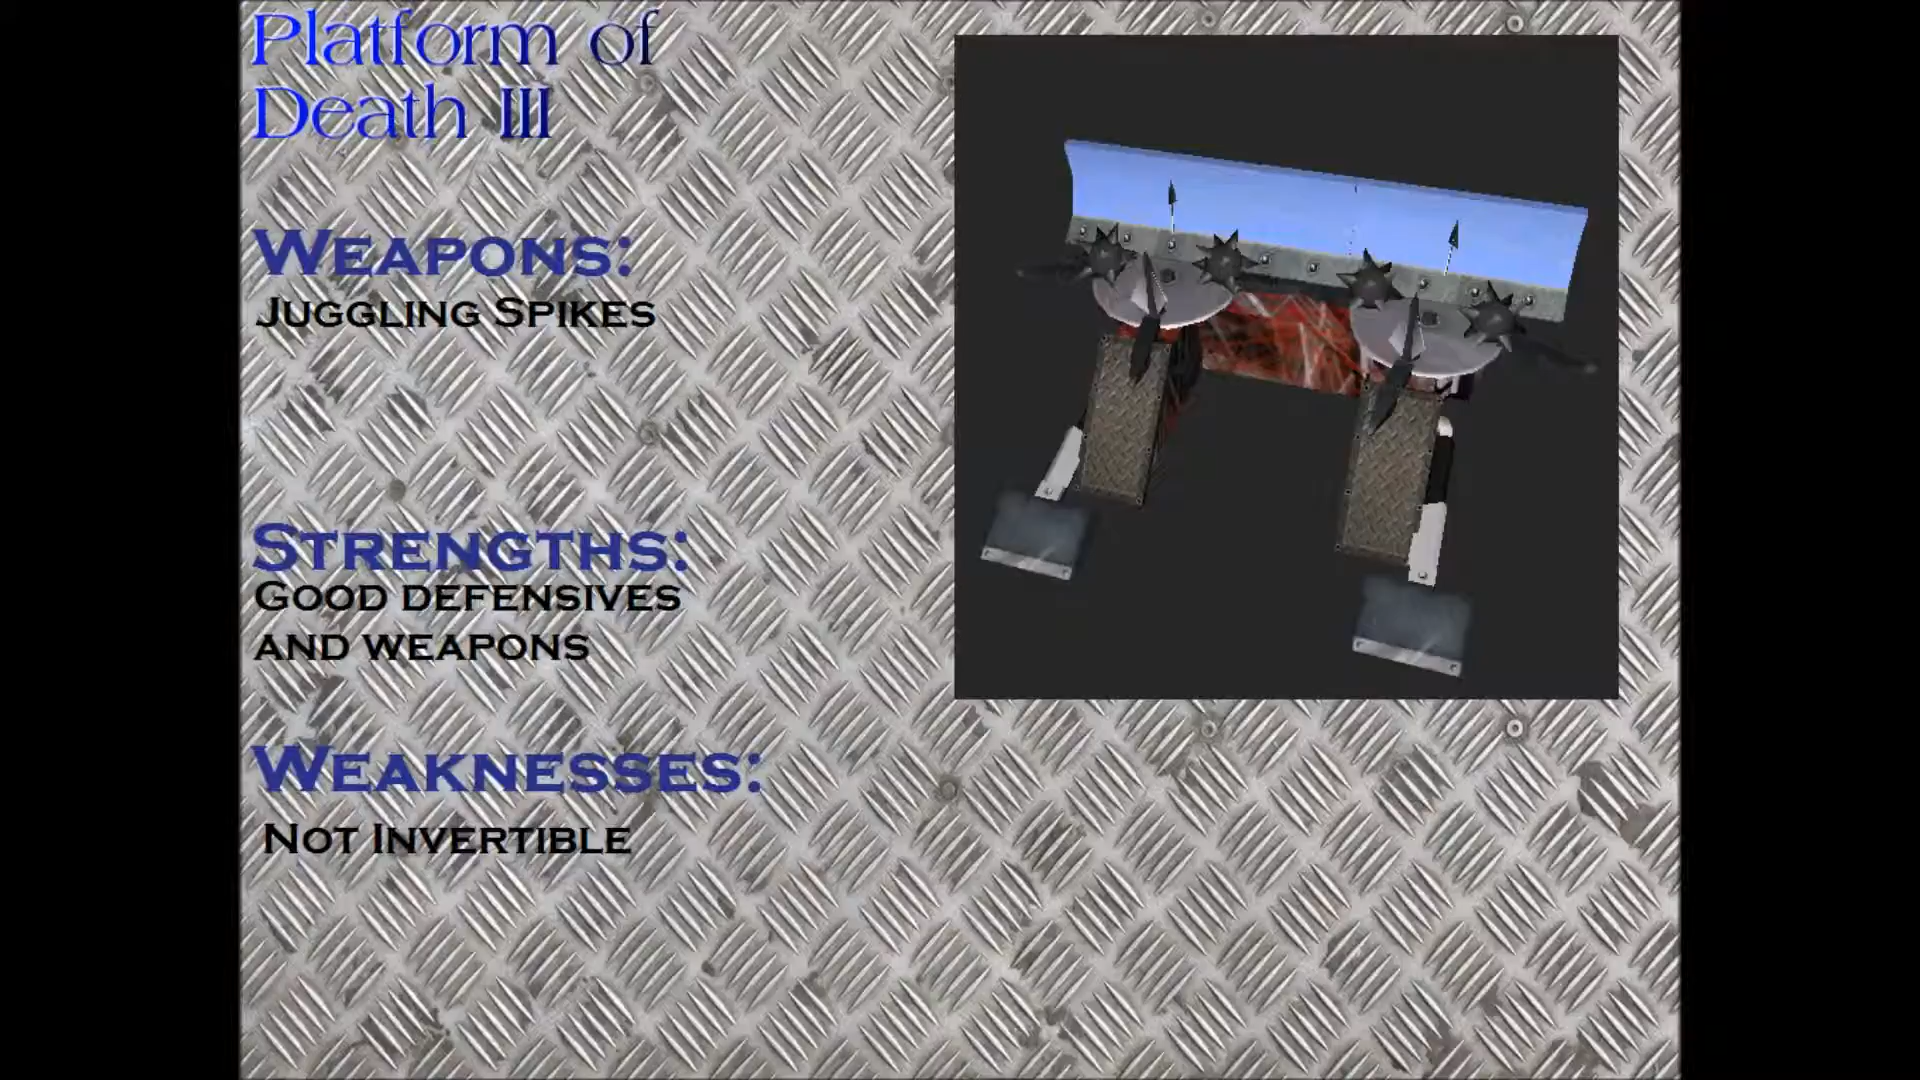 Platform of
Death III
WEAPONS:
JUGGLING SPIKES
STRENGTHS:
GOOD DEFENSIVES
AND WEAPONS
WEAKNESSES:
NOT INVERTIBLE